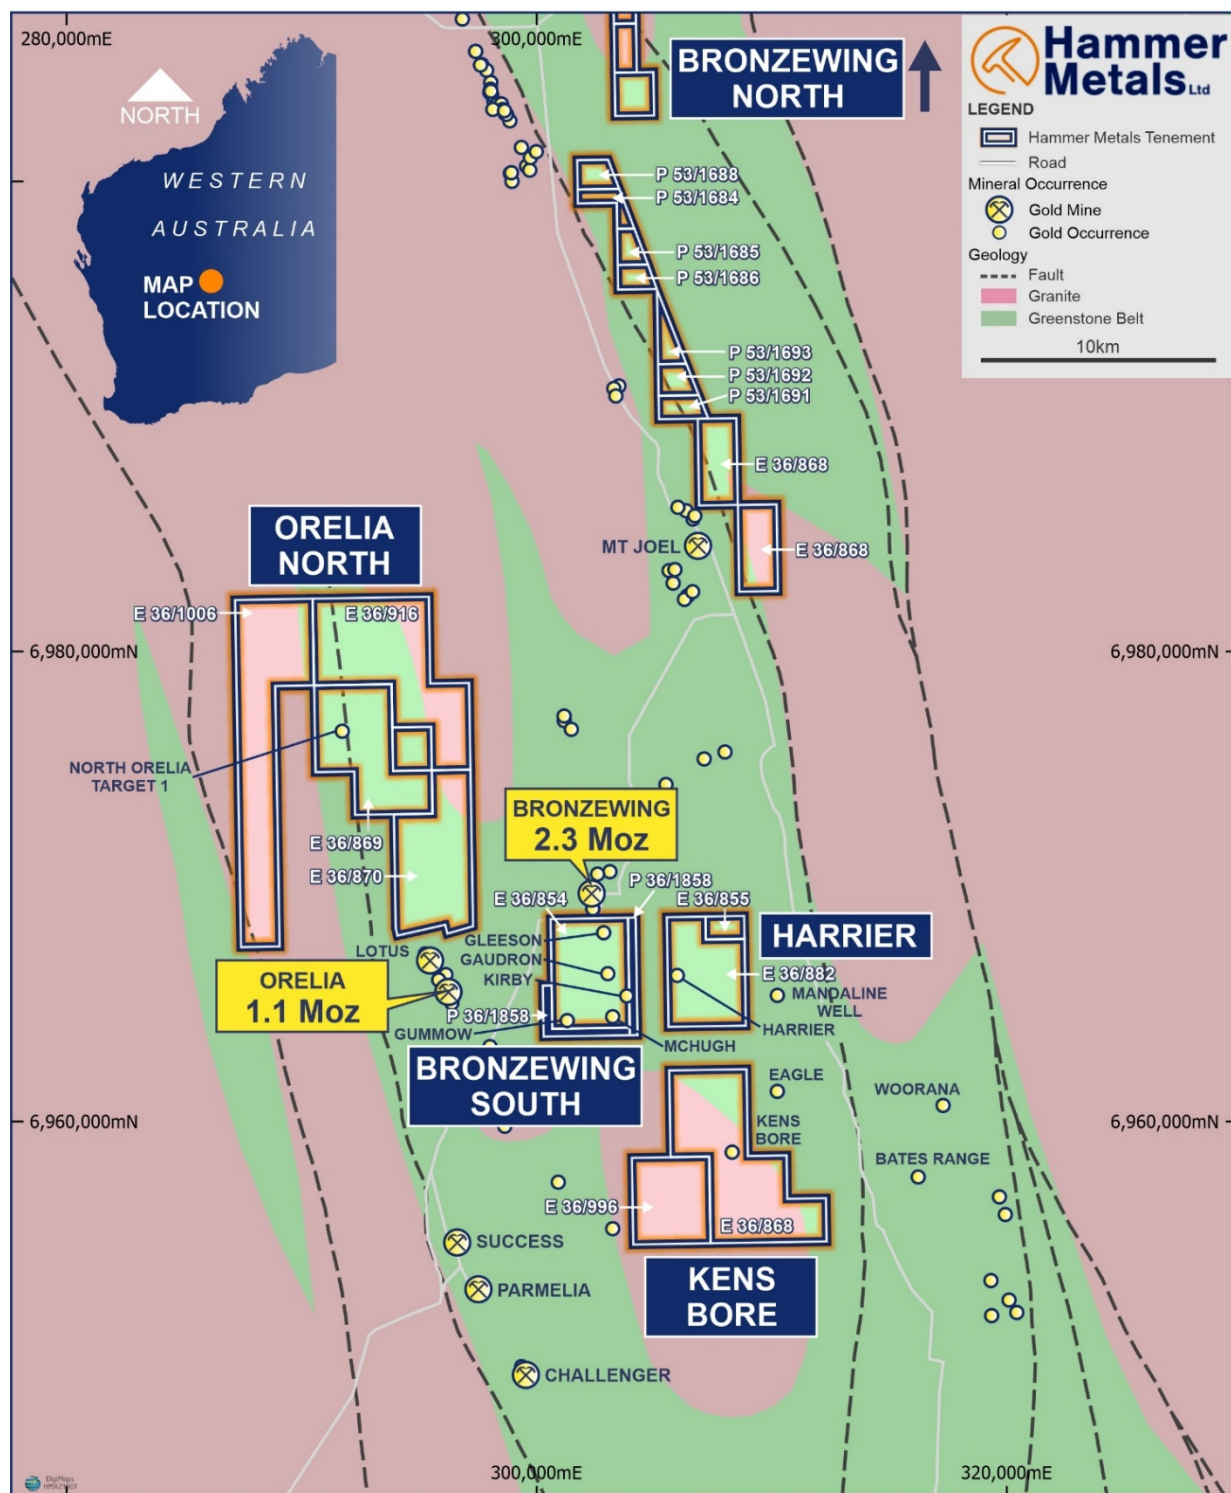 280,000mE
300,000mE
NORTH
WESTERN
AUSTRALIA
MAP
LOCATION
BRONZEWING
NORTH
Hammer
Metals Ltd
LEGEND
Hammer Metals Tenement
Road
Mineral Occurrence
Gold Mine
Gold Occurrence
Geology
Fault
Granite
Greenstone Belt
10km
P 53/1688
P 53/1684
P 53/1685
P 53/1686
P 53/1693
P 53/1692
P 53/1691
E 36/868
ORELIA
NORTH
MT JOEL
E 36/868
E 36/1006
E 36/916
6,980,000mN
6,980,000mN
NORTH ORELIA
TARGET 1
BRONZEWING
2.3 Moz
E 36/869
E 36/870
E 36/854
P 36/1858
E 36/855
LOTUS
GLEESON
GAUDRON
KIRBY
HARRIER
E 36/882
ORELIA
1.1 Moz
P 36/1858
GUMMOW
MCHUGH
HARRIER
MANDALINE
WELL
BRONZEWING
SOUTH
EAGLE
WOORANA
6,960,000mN
KENS
BORE
6,960,000mN
BATES RANGE
E 36/996
E 36/868
SUCCESS
PARMELIA
KENS
BORE
CHALLENGER
300,000mE
320,000mE
DigiMaps